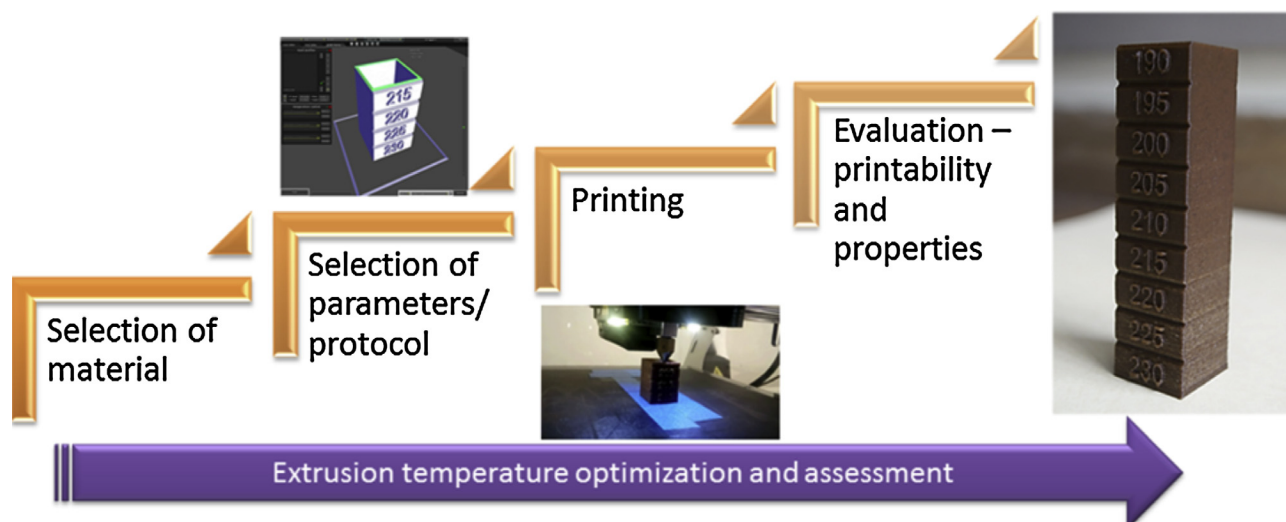 Selection of
material
215
220
225
230
Selection of
parameters/
protocol
Printing
Evaluation –
printability
and
properties
190
195
200
205
210
215
220
225
230
Extrusion temperature optimization and assessment